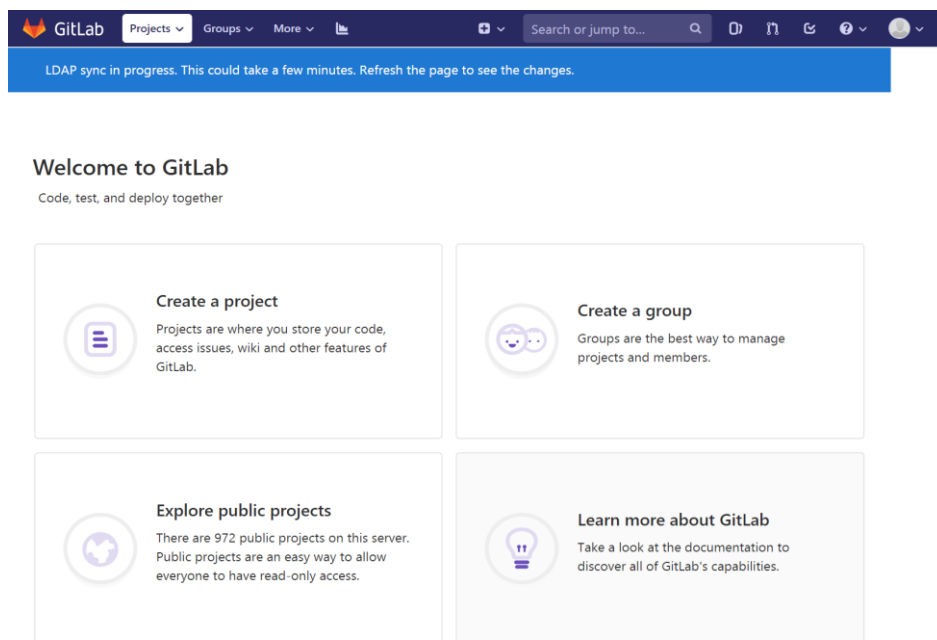 GitLab Projects Groups More Search or jump to...
LDAP sync in progress. This could take a few minutes. Refresh the page to see the changes.
Welcome to GitLab
Code, test, and deploy together
Create a project
Projects are where you store your code,
access issues, wiki and other features of
GitLab.
Create a group
Groups are the best way to manage
projects and members.
Explore public projects
There are 972 public projects on this server.
Public projects are an easy way to allow
everyone to have read-only access.
Learn more about GitLab
Take a look at the documentation to
discover all of GitLab's capabilities.